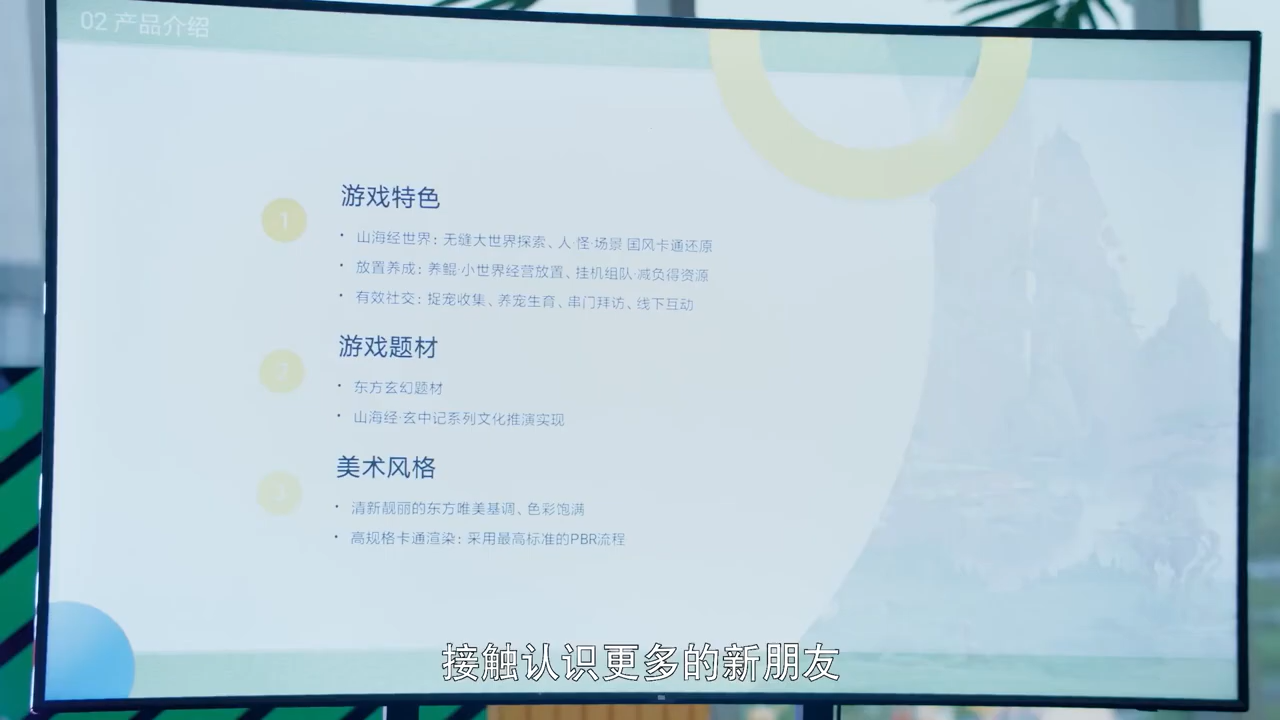 02 产品介绍
1
游戏特色
· 山海经世界：无缝大世界探索、人·怪·场景 国风卡通还原
· 放置养成：养鲲·小世界经营放置、挂机组队·减负得资源
· 有效社交：捉宠收集、养宠生育、串门拜访、线下互动
2
游戏题材
· 东方玄幻题材
· 山海经·玄中记系列文化推演实现
3
美术风格
· 清新靓丽的东方唯美基调、色彩饱满
· 高规格卡通渲染：采用最高标准的PBR流程
接触认识更多的新朋友